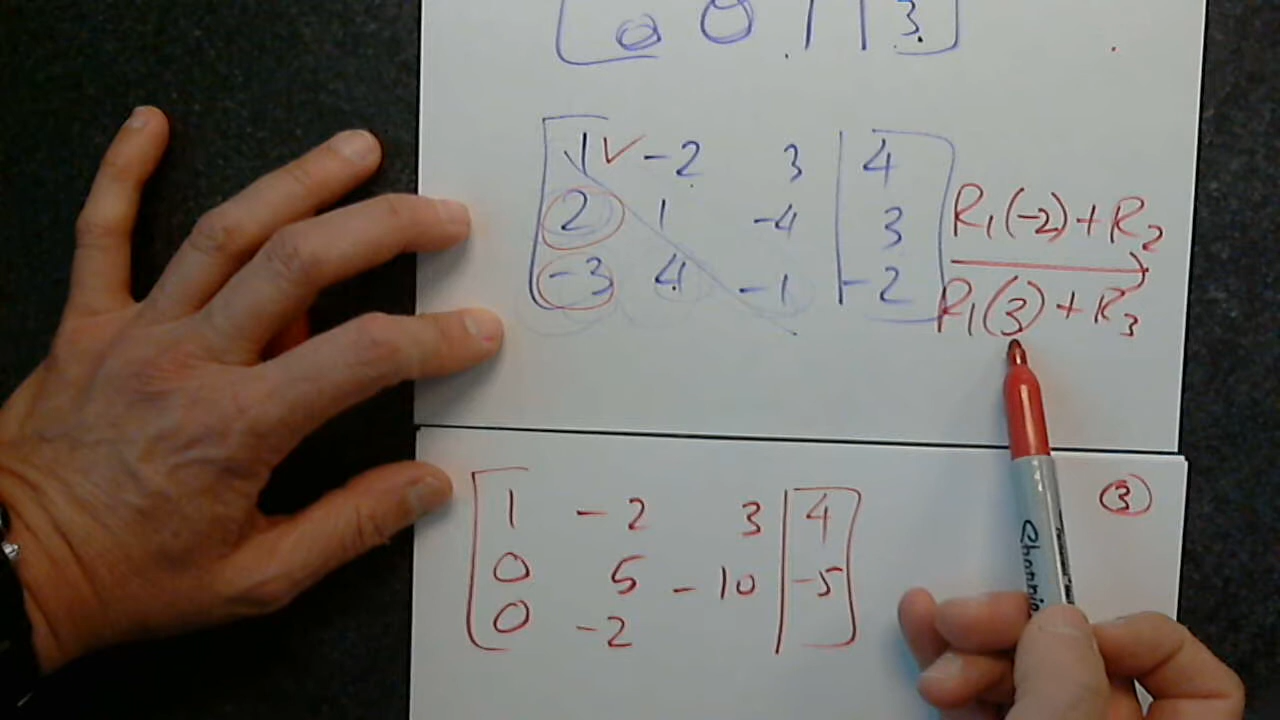 0 0 1 | 3
1 ✓ -2 3 | 4
2 1 -4 | 3 R₁(-2)+R₂
-3 4 -1 | -2 R₁(3)+R₃
3
1 -2 3 | 4
0 5 -10 | -5
0 -2
Sharpie